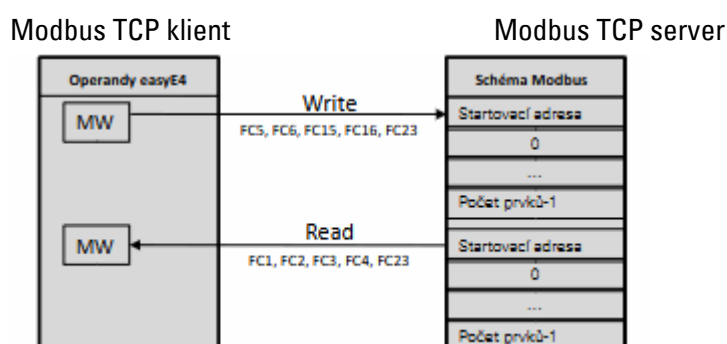 Modbus TCP klient
Modbus TCP server
Operandy easyE4
MW
Write
FC5, FC6, FC15, FC16, FC23
MW
Read
FC1, FC2, FC3, FC4, FC23
Schéma Modbus
Startovací adresa
0
...
Počet prvků-1
Startovací adresa
0
...
Počet prvků-1